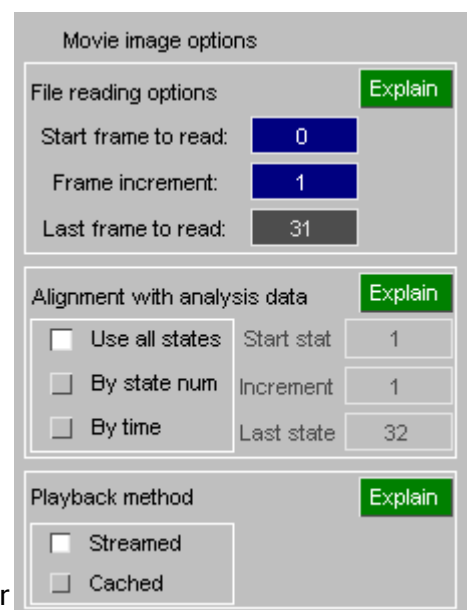 Movie image options
File reading options Explain
Start frame to read: 0
Frame increment: 1
Last frame to read: 31
Alignment with analysis data Explain
Use all states Start stat 1
By state num Increment 1
By time Last state 32
Playback method Explain
Streamed
r Cached